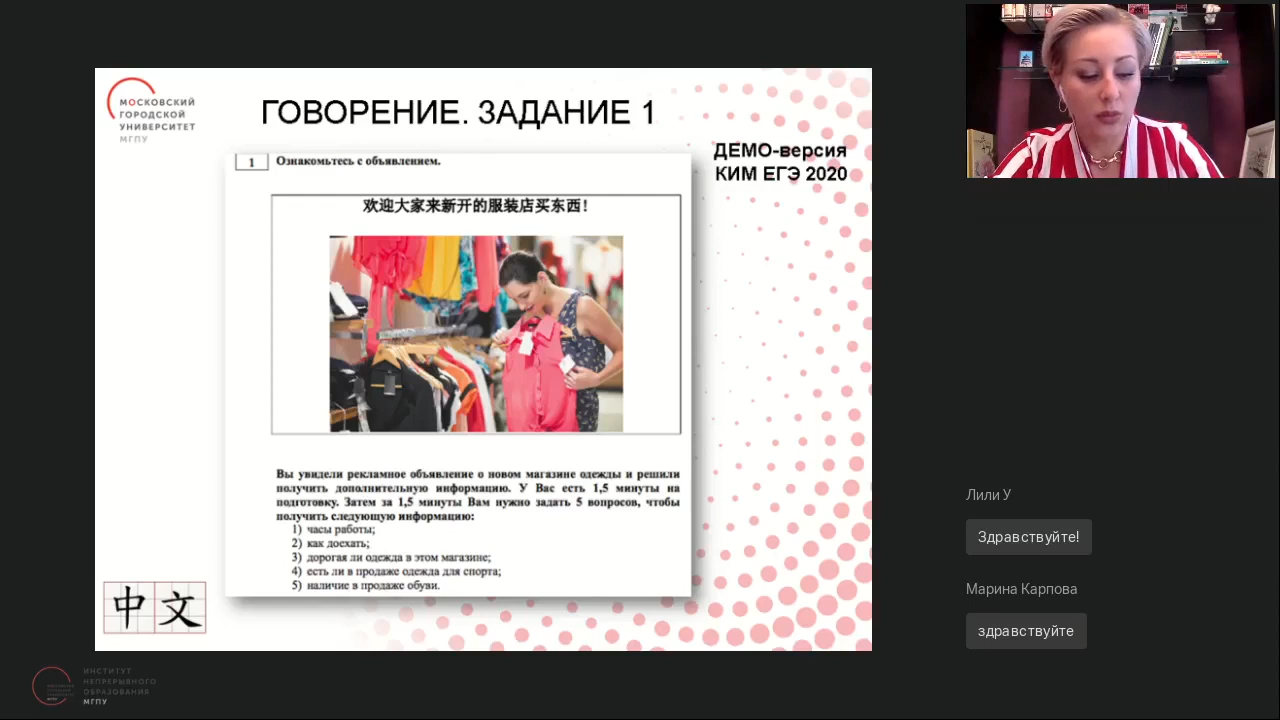 МОСКОВСКИЙ
ГОРОДСКОЙ
УНИВЕРСИТЕТ
МГПУ
ГОВОРЕНИЕ. ЗАДАНИЕ 1
ДЕМО-версия
КИМ ЕГЭ 2020
1 Ознакомьтесь с объявлением.
欢迎大家来新开的服装店买东西!
Вы увидели рекламное объявление о новом магазине одежды и решили
получить дополнительную информацию. У Вас есть 1,5 минуты на
подготовку. Затем за 1,5 минуты Вам нужно задать 5 вопросов, чтобы
получить следующую информацию:
1) часы работы;
2) как доехать;
3) дорогая ли одежда в этом магазине;
4) есть ли в продаже одежда для спорта;
5) наличие в продаже обуви.
中文
ИНСТИТУТ
НЕПРЕРЫВНОГО
ОБРАЗОВАНИЯ
МГПУ
Лили У
Здравствуйте!
Марина Карпова
здравствуйте